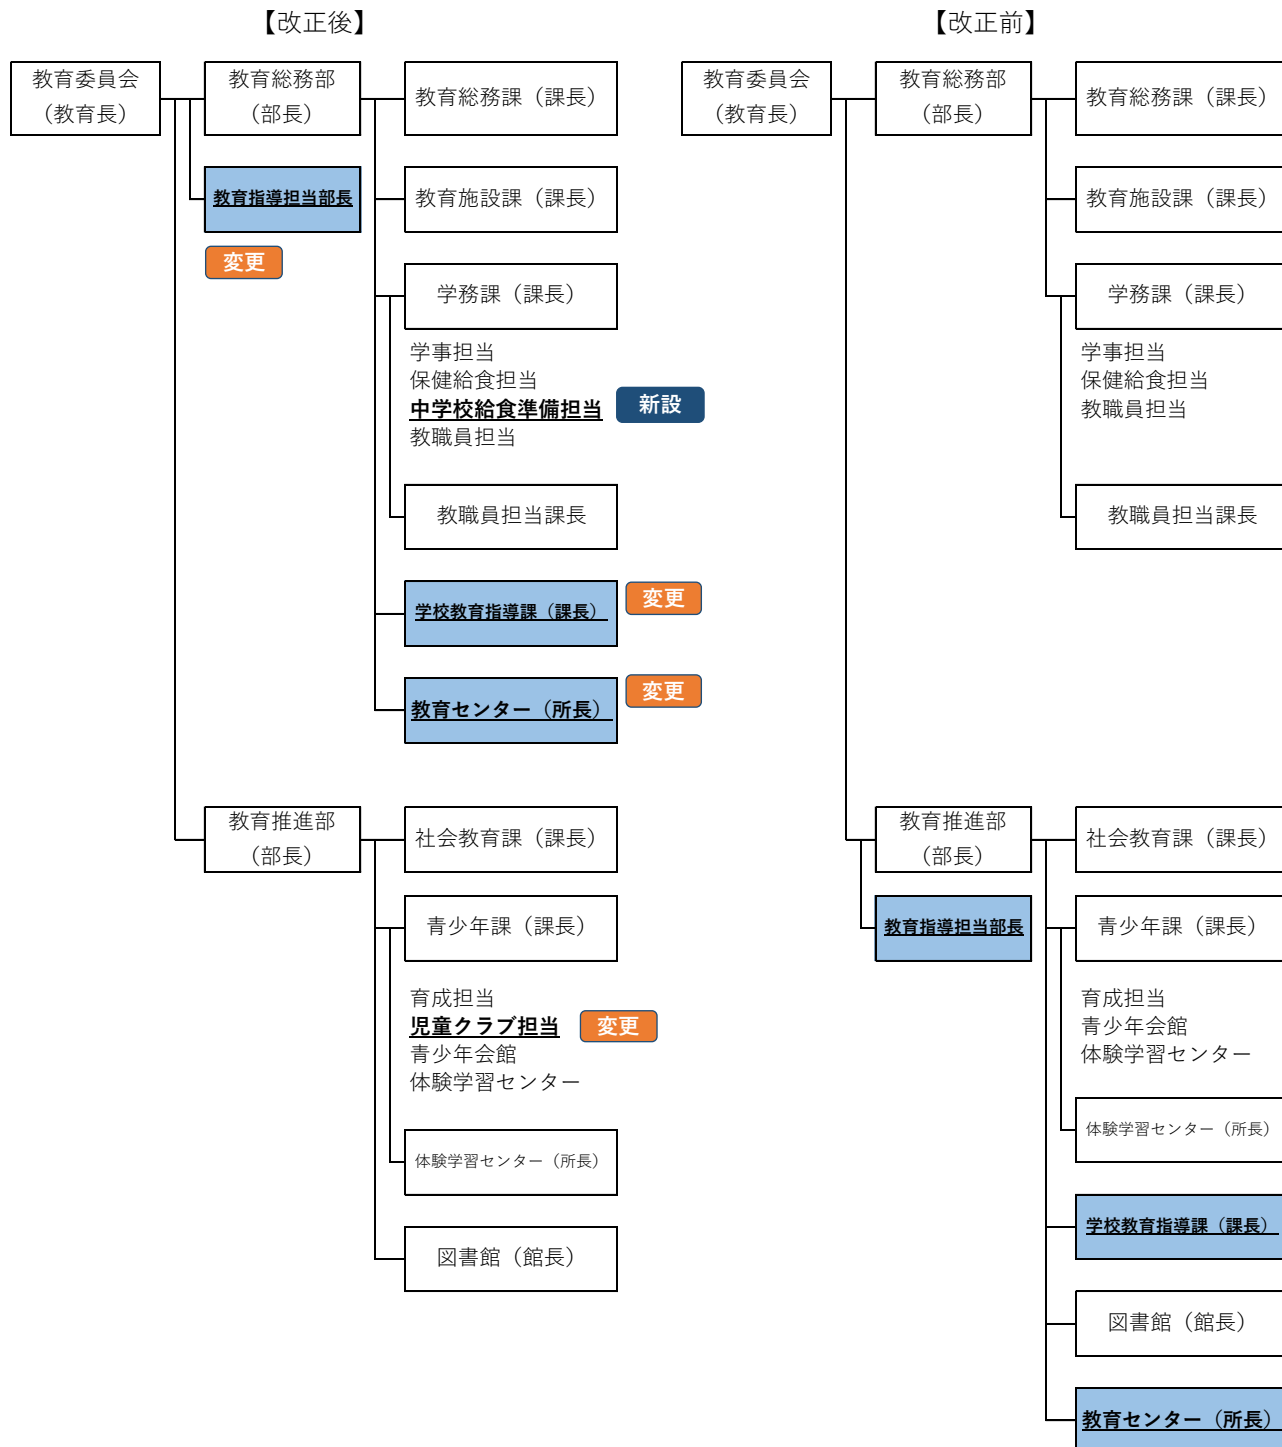 【改正後】
教育委員会
（教育長）
教育総務部
（部長）
教育総務課（課長）
教育指導担当部長
変更
教育施設課（課長）
学務課（課長）
学事担当
保健給食担当
中学校給食準備担当
新設
教職員担当
教職員担当課長
学校教育指導課（課長）
変更
教育センター（所長）
変更
教育推進部
（部長）
社会教育課（課長）
青少年課（課長）
育成担当
児童クラブ担当
変更
青少年会館
体験学習センター
体験学習センター（所長）
図書館（館長）
【改正前】
教育委員会
（教育長）
教育総務部
（部長）
教育総務課（課長）
教育施設課（課長）
学務課（課長）
学事担当
保健給食担当
教職員担当
教職員担当課長
教育推進部
（部長）
教育指導担当部長
社会教育課（課長）
青少年課（課長）
育成担当
青少年会館
体験学習センター
体験学習センター（所長）
学校教育指導課（課長）
図書館（館長）
教育センター（所長）